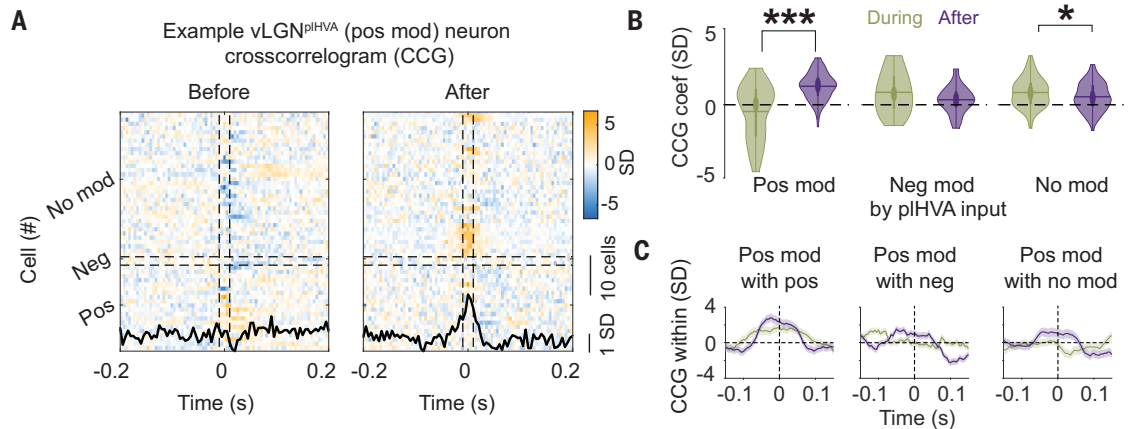 A
Example vLGN^plHVA (pos mod) neuron
crosscorrelogram (CCG)
Before
After
Cell (#)
No mod
Neg
Pos
5
0
-5
SD
10 cells
1 SD
-0.2
0
0.2
-0.2
0
0.2
Time (s)
Time (s)
B
During
After
***
*
CCG coef (SD)
5
0
-5
Pos mod
Neg mod
No mod
by plHVA input
C
Pos mod
with pos
Pos mod
with neg
Pos mod
with no mod
CCG within (SD)
4
0
-4
-0.1
0
0.1
-0.1
0
0.1
-0.1
0
0.1
Time (s)